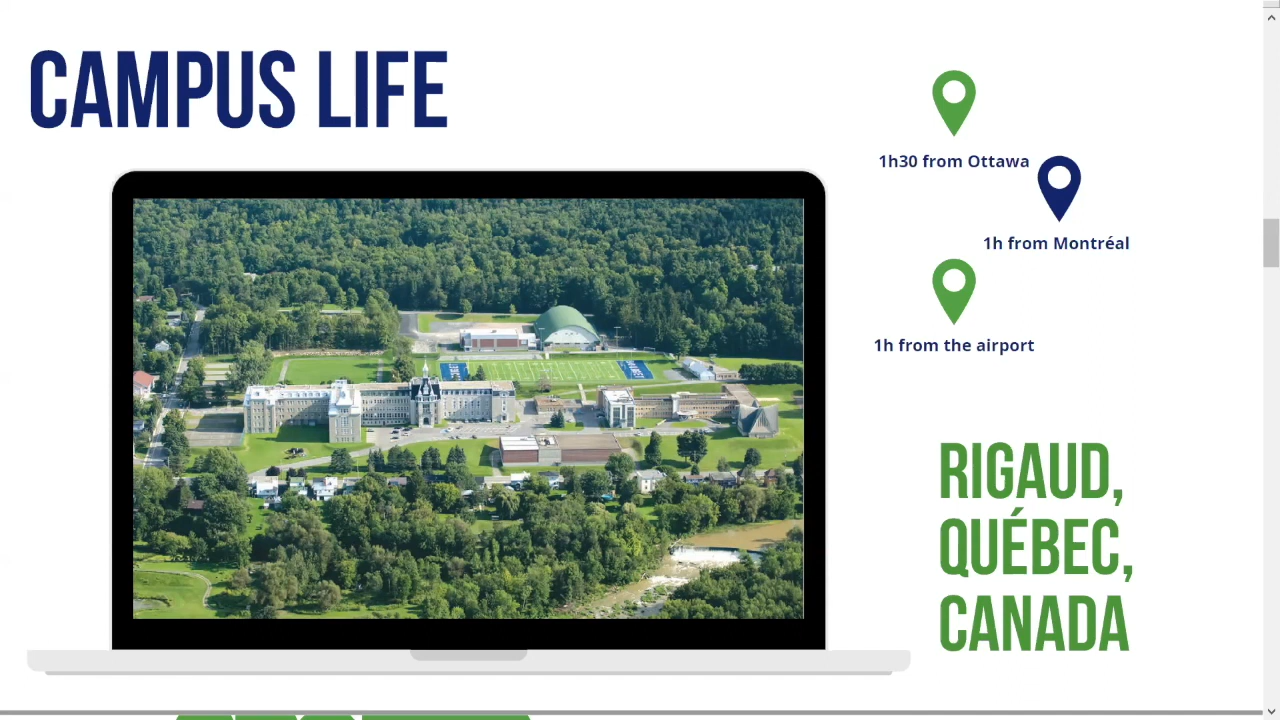 CAMPUS LIFE
1h30 from Ottawa
1h from Montréal
1h from the airport
RIGAUD,
QUÉBEC,
CANADA